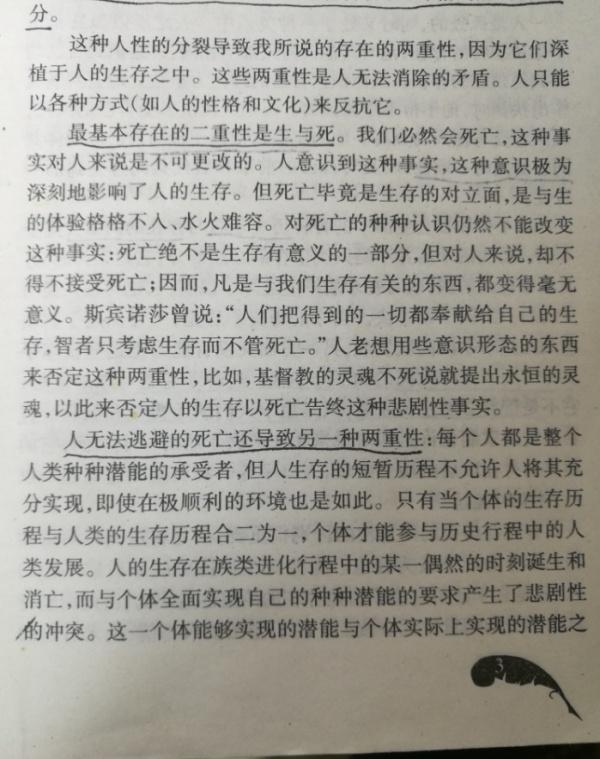 分。
这种人性的分裂导致我所说的存在的两重性，因为它们深
植于人的生存之中。这些两重性是人无法消除的矛盾。人只能
以各种方式(如人的性格和文化)来反抗它。
最基本存在的二重性是生与死。我们必然会死亡，这种事
实对人来说是不可更改的。人意识到这种事实，这种意识极为
深刻地影响了人的生存。但死亡毕竟是生存的对立面，是与生
的体验格格不入、水火难容。对死亡的种种认识仍然不能改变
这种事实：死亡绝不是生存有意义的一部分，但对人来说，却不
得不接受死亡；因而，凡是与我们生存有关的东西，都变得毫无
意义。斯宾诺莎曾说：“人们把得到的一切都奉献给自己的生
存，智者只考虑生存而不管死亡。”人老想用些意识形态的东西
来否定这种两重性，比如，基督教的灵魂不死说就提出永恒的灵
魂，以此来否定人的生存以死亡告终这种悲剧性事实。
人无法逃避的死亡还导致另一种两重性：每个人都是整个
人类种种潜能的承受者，但人生存的短暂历程不允许人将其充
分实现，即使在极顺利的环境也是如此。只有当个体的生存历
程与人类的生存历程合二为一，个体才能参与历史行程中的人
类发展。人的生存在族类进化行程中的某一偶然的时刻诞生和
消亡，而与个体全面实现自己的种种潜能的要求产生了悲剧性
的冲突。这一个体能够实现的潜能与个体实际上实现的潜能之
3